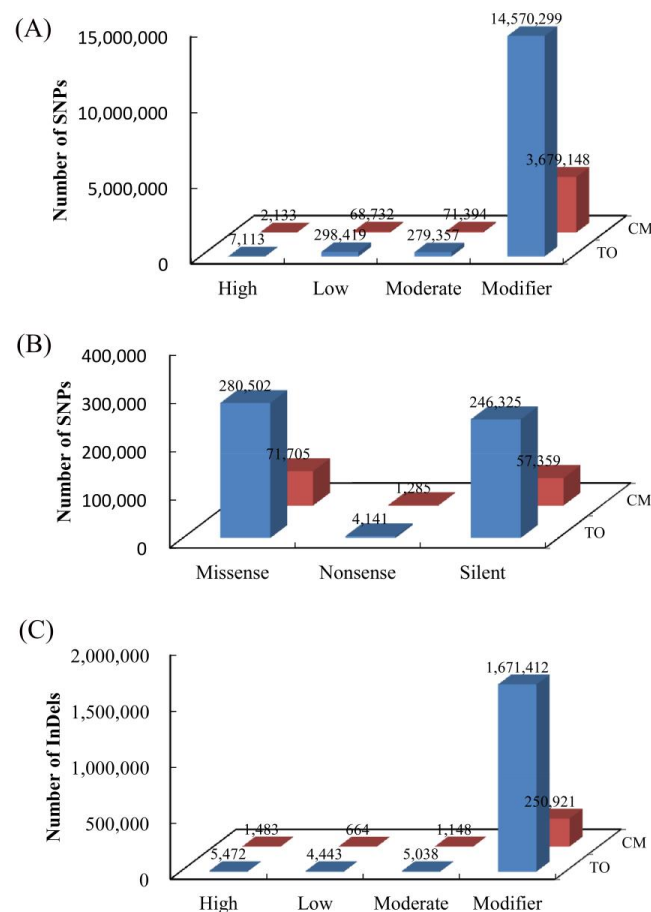 (A)
14,570,299
15,000,000
10,000,000
5,000,000
0
Number of SNPs
3,679,148
2,133
68,732
71,394
7,113
298,419
279,357
CM
TO
High
Low
Moderate
Modifier
(B)
400,000
300,000
200,000
100,000
0
Number of SNPs
280,502
246,325
71,705
57,359
1,285
4,141
CM
TO
Missense
Nonsense
Silent
(C)
2,000,000
1,500,000
1,000,000
500,000
0
Number of InDels
1,671,412
250,921
1,483
664
1,148
5,472
4,443
5,038
CM
TO
High
Low
Moderate
Modifier